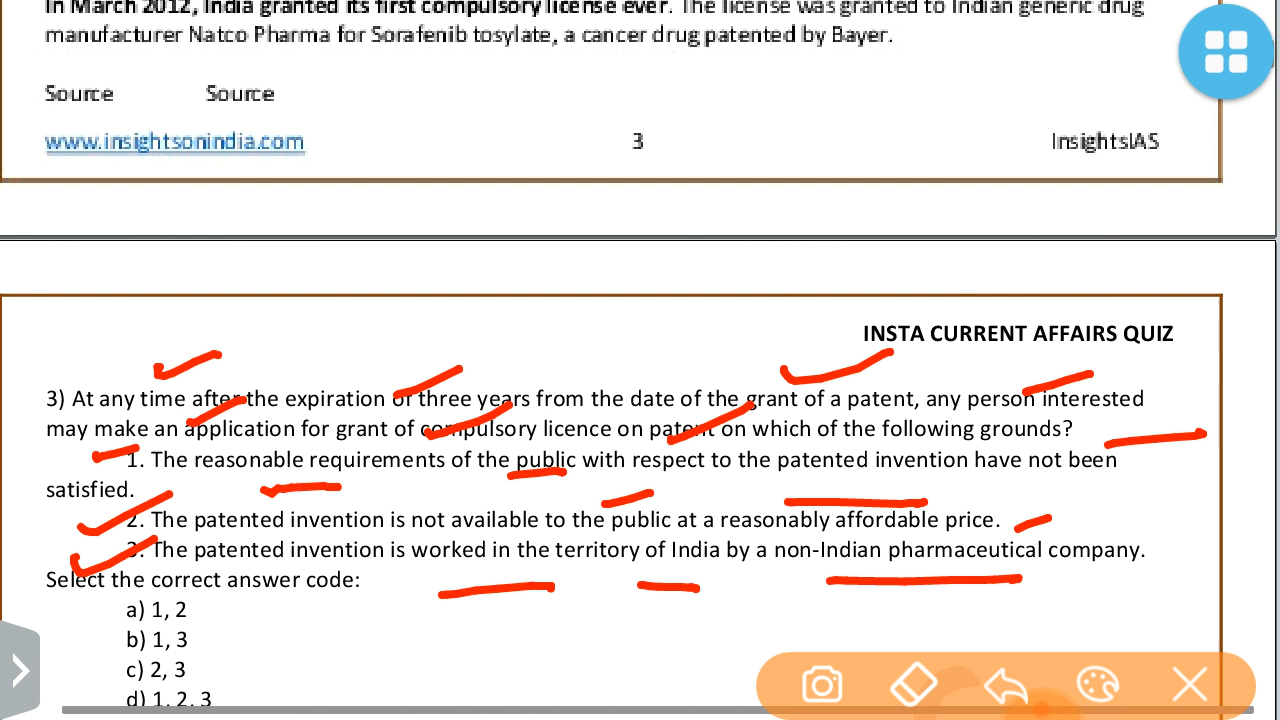 In March 2012, India granted its first compulsory license ever. The license was granted to Indian generic drug
manufacturer Natco Pharma for Sorafenib tosylate, a cancer drug patented by Bayer.
Source Source
www.insightsonindia.com 3 InsightsIAS
INSTA CURRENT AFFAIRS QUIZ
3) At any time after the expiration of three years from the date of the grant of a patent, any person interested
may make an application for grant of compulsory licence on patent on which of the following grounds?
1. The reasonable requirements of the public with respect to the patented invention have not been
satisfied.
2. The patented invention is not available to the public at a reasonably affordable price.
3. The patented invention is worked in the territory of India by a non-Indian pharmaceutical company.
Select the correct answer code:
a) 1, 2
b) 1, 3
c) 2, 3
d) 1, 2, 3